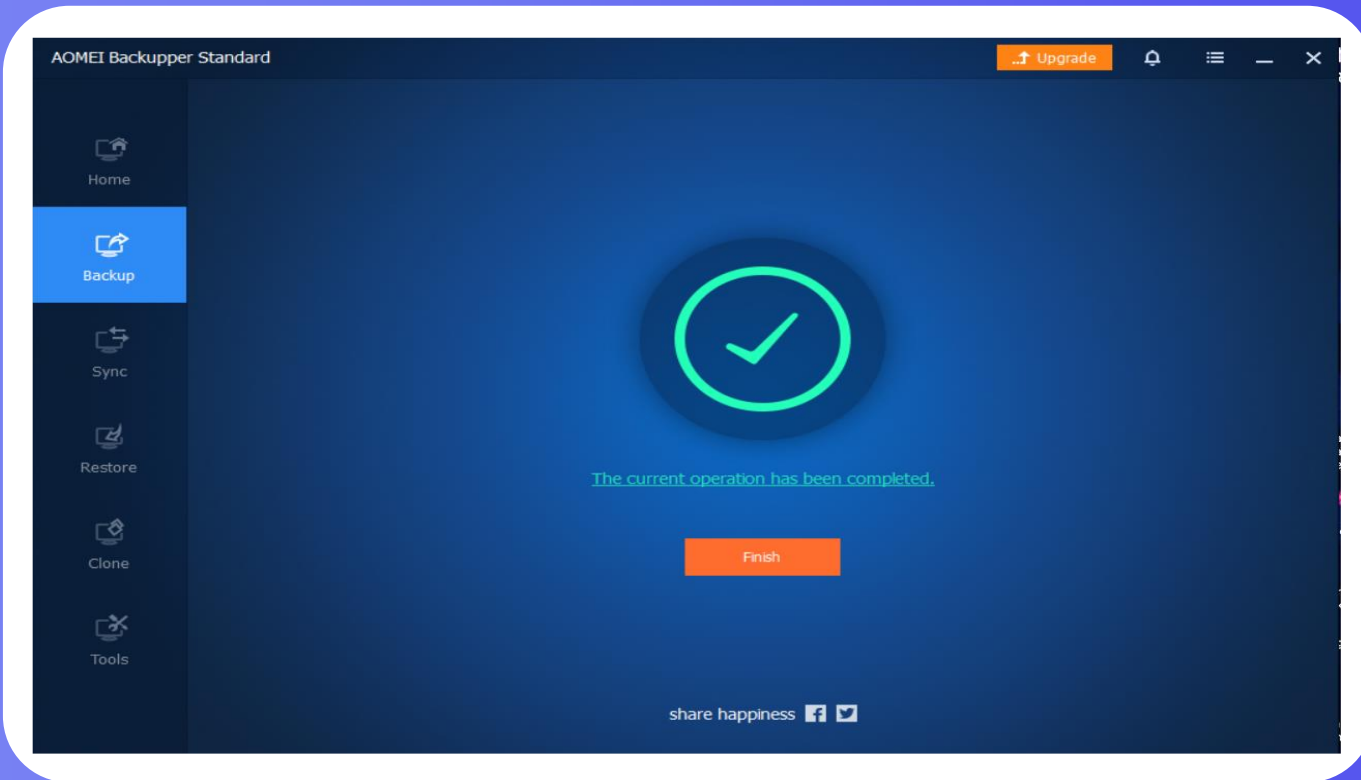 AOMEI Backupper Standard
Upgrade
Home
Backup
Sync
Restore
Clone
Tools
The current operation has been completed.
Finish
share happiness